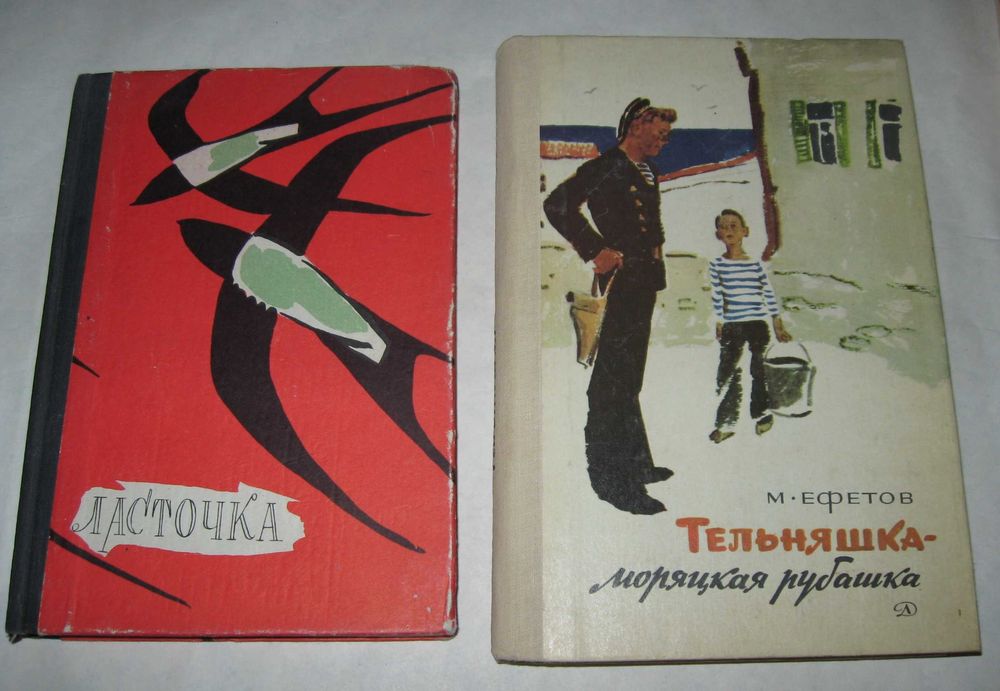 ЛАСТОЧКА
М·ЕФЕТОВ
ТЕЛЬНЯШКА-
моряцкая рубашка
Д